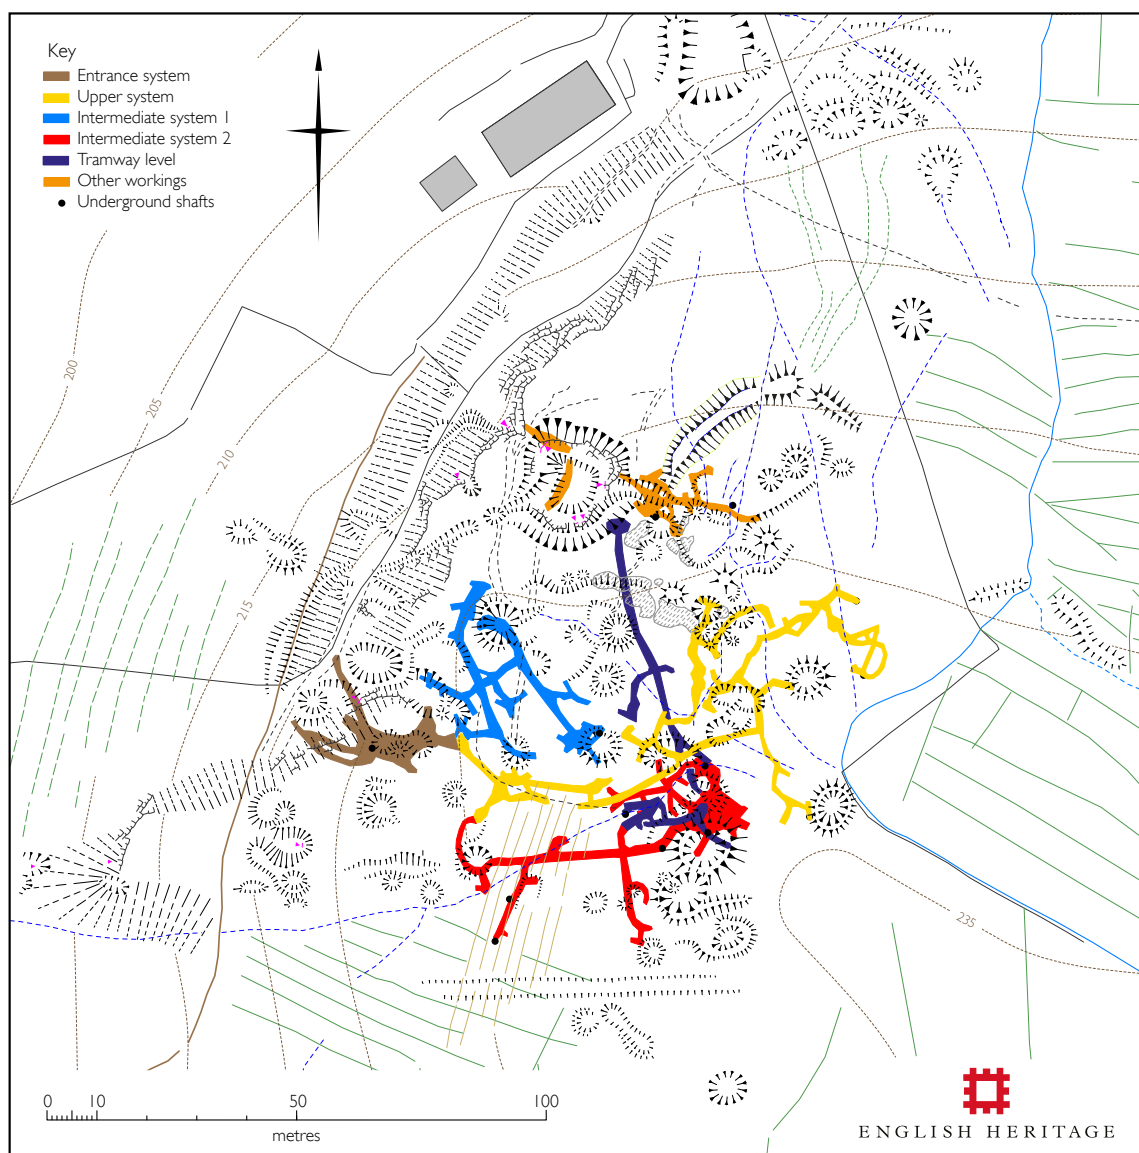 Key
Entrance system
Upper system
Intermediate system 1
Intermediate system 2
Tramway level
Other workings
Underground shafts
200
205
210
215
235
0 10 50 100
metres
ENGLISH HERITAGE